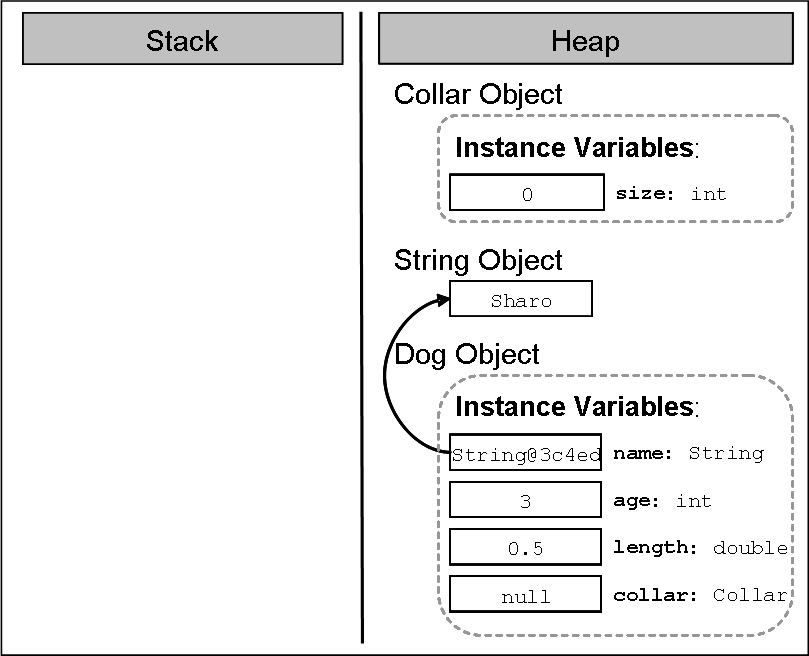 Stack
Heap
Collar Object
Instance Variables:
0 size: int
String Object
Sharo
Dog Object
Instance Variables:
String@3c4ed name: String
3 age: int
0.5 length: double
null collar: Collar